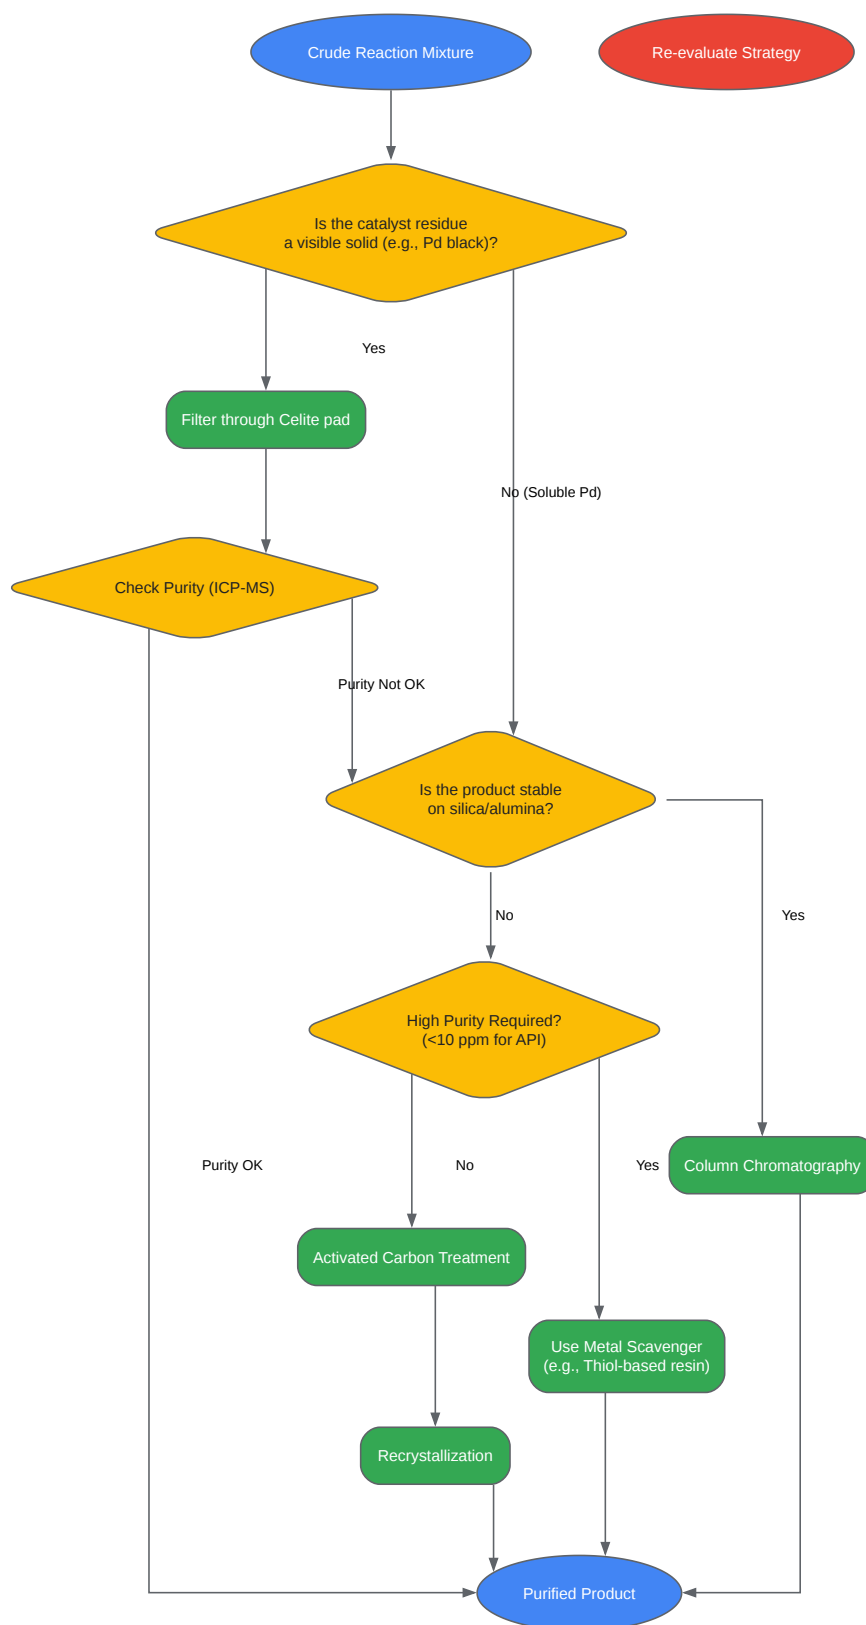 Crude Reaction Mixture
Re-evaluate Strategy
Is the catalyst residue
a visible solid (e.g., Pd black)?
Yes
Filter through Celite pad
No (Soluble Pd)
Check Purity (ICP-MS)
Purity Not OK
Is the product stable
on silica/alumina?
No
Yes
High Purity Required?
(<10 ppm for API)
Purity OK
No
Yes
Column Chromatography
Activated Carbon Treatment
Use Metal Scavenger
(e.g., Thiol-based resin)
Recrystallization
Purified Product